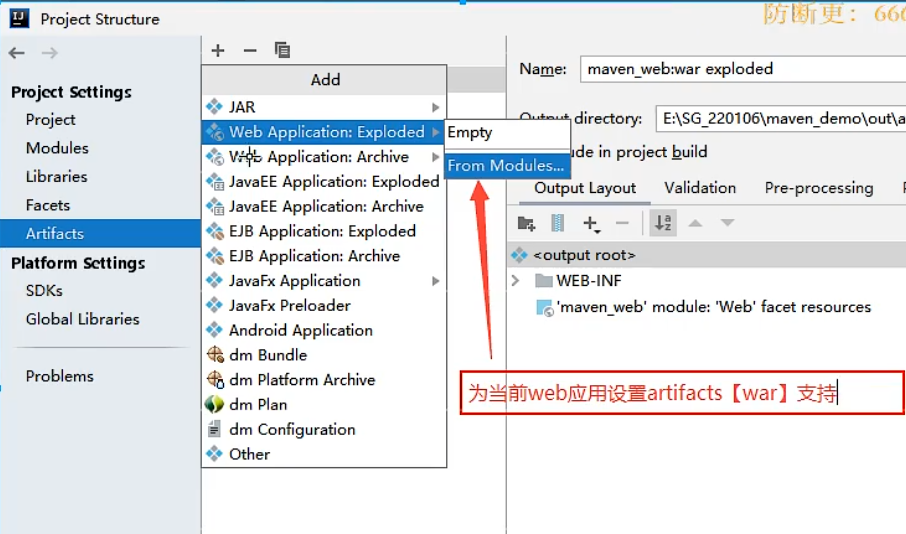 Project Structure
防断更：666
Project Settings
Project
Modules
Libraries
Facets
Artifacts
Platform Settings
SDKs
Global Libraries
Problems
Add
JAR
Web Application: Exploded
Application: Archive
JavaEE Application: Exploded
JavaEE Application: Archive
EJB Application: Exploded
EJB Application: Archive
JavaFx Application
JavaFx Preloader
Android Application
dm Bundle
dm Platform Archive
dm Plan
dm Configuration
Other
Empty
From Modules...
Name: maven_web:war exploded
Output directory: E:\SG_220106\maven_demo\out\a
ude in project build
Output Layout Validation Pre-processing
<output root>
WEB-INF
'maven_web' module: 'Web' facet resources
为当前web应用设置artifacts【war】支持